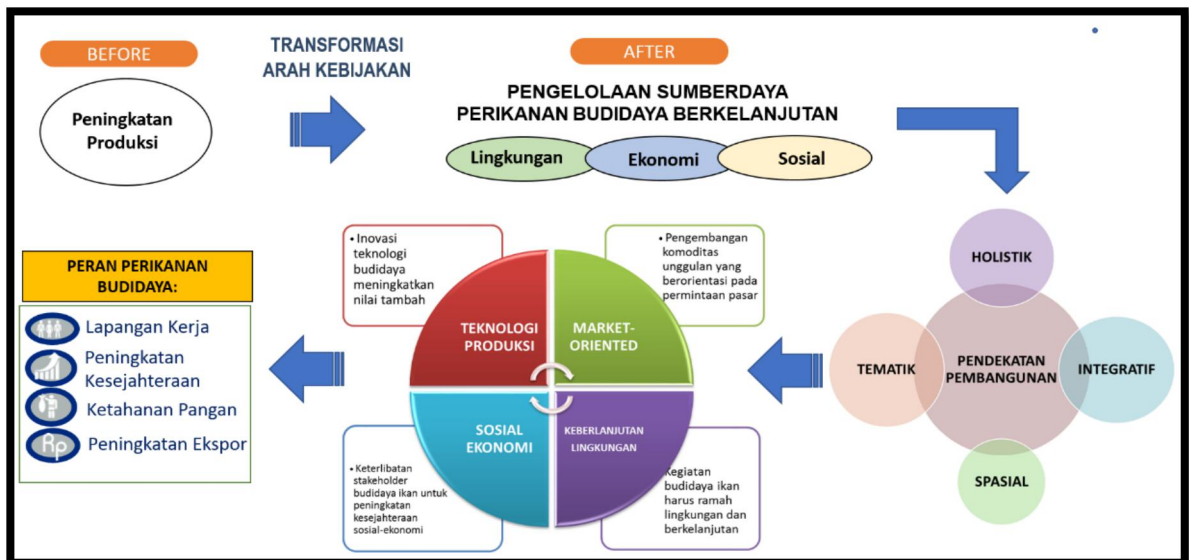 BEFORE
Peningkatan
Produksi
TRANSFORMASI
ARAH KEBIJAKAN
AFTER
PENGELOLAAN SUMBERDAYA
PERIKANAN BUDIDAYA BERKELANJUTAN
Lingkungan
Ekonomi
Sosial
HOLISTIK
TEMATIK
PENDEKATAN
PEMBANGUNAN
INTEGRATIF
SPASIAL
• Inovasi
teknologi
budidaya
meningkatkan
nilai tambah
• Pengembangan
komoditas
unggulan yang
berorientasi pada
permintaan pasar
TEKNOLOGI
PRODUKSI
MARKET-
ORIENTED
SOSIAL
EKONOMI
KEBERLANJUTAN
LINGKUNGAN
• Keterlibatan
stakeholder
budidaya ikan untuk
peningkatan
kesejahteraan
sosial-ekonomi
Kegiatan
budidaya ikan
harus ramah
lingkungan dan
berkelanjutan
PERAN PERIKANAN
BUDIDAYA:
Lapangan Kerja
Peningkatan
Kesejahteraan
Ketahanan Pangan
Rp
Peningkatan Ekspor